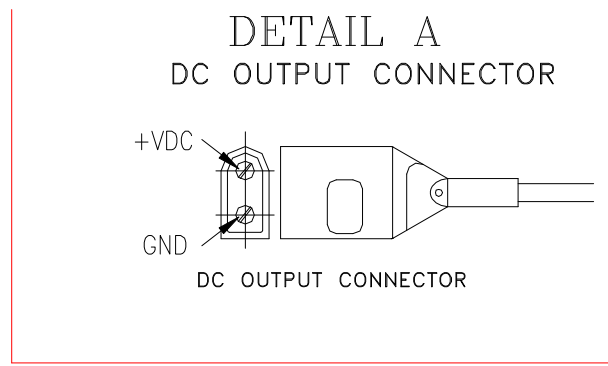 DETAIL A
DC OUTPUT CONNECTOR
+VDC
GND
DC OUTPUT CONNECTOR